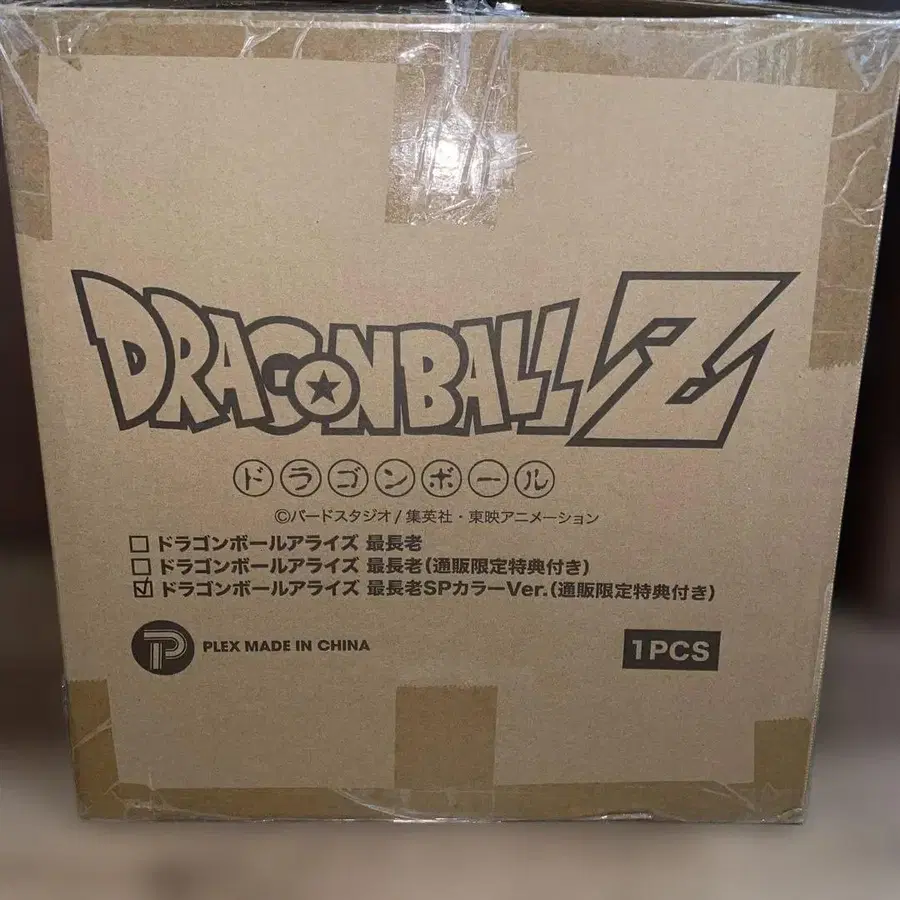 DRAGONBALL Z
ドラゴンボール
©バードスタジオ/集英社・東映アニメーション
ドラゴンボールアライズ 最長老
ドラゴンボールアライズ 最長老(通販限定特典付き)
ドラゴンボールアライズ 最長老SPカラーVer.(通販限定特典付き)
PLEX MADE IN CHINA
1PCS